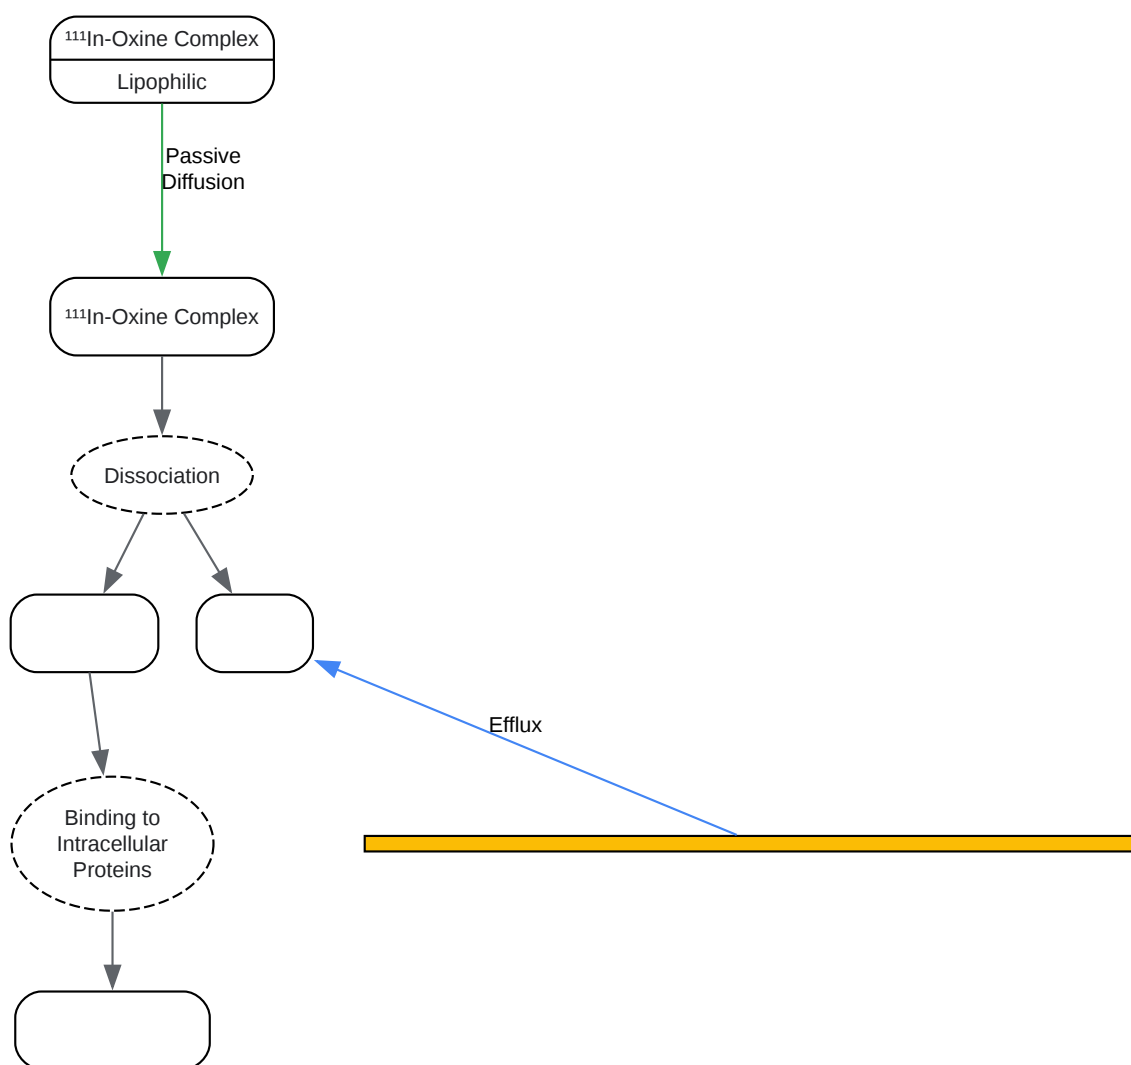 ¹¹¹In-Oxine Complex
Lipophilic
Passive
Diffusion
¹¹¹In-Oxine Complex
Dissociation
Efflux
Binding to
Intracellular
Proteins